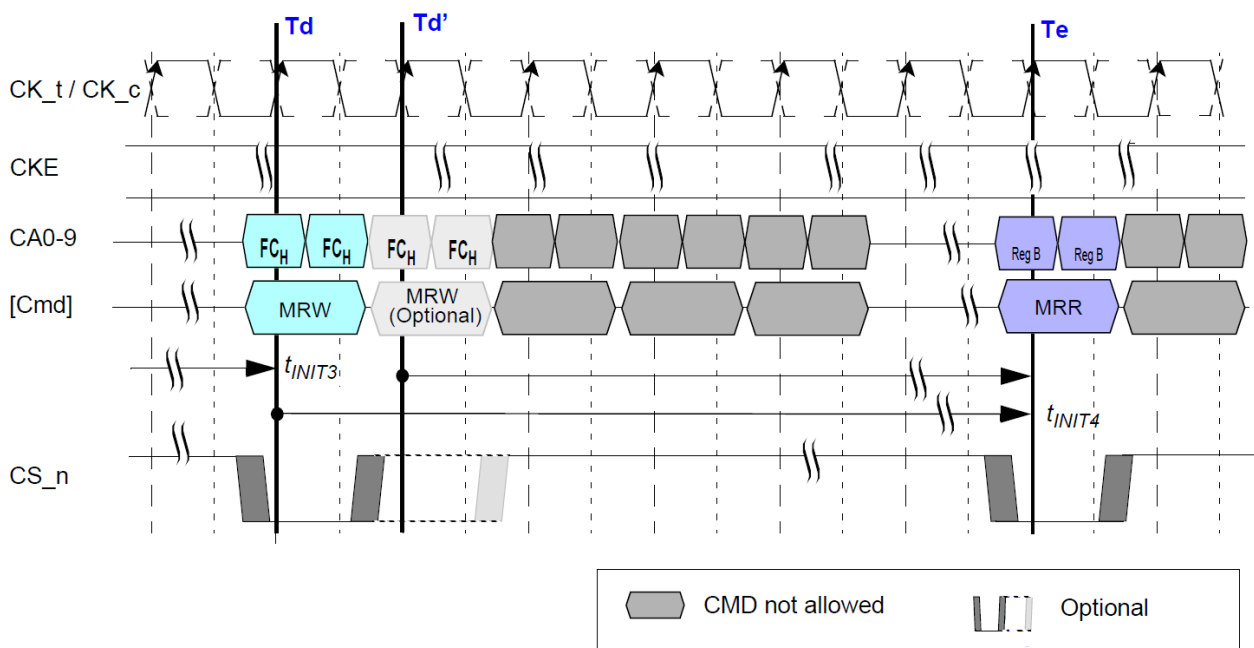 Td
Td’
Te
CK_t / CK_c
CKE
CA0-9
FCH
FCH
FCH
FCH
Reg B
Reg B
[Cmd]
MRW
MRW
(Optional)
MRR
tINIT3
tINIT4
CS_n
CMD not allowed
Optional